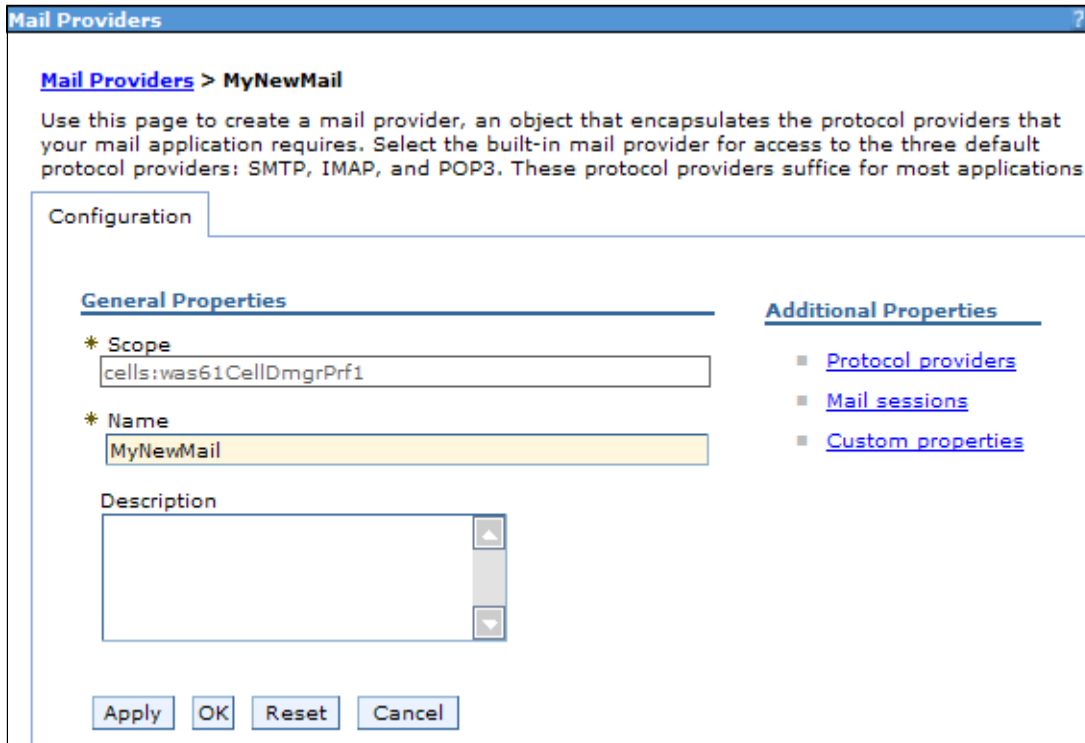 Mail Providers ?
Mail Providers > MyNewMail
Use this page to create a mail provider, an object that encapsulates the protocol providers that
your mail application requires. Select the built-in mail provider for access to the three default
protocol providers: SMTP, IMAP, and POP3. These protocol providers suffice for most applications
Configuration
General Properties
* Scope
cells:was61CellDmgrPrf1
* Name
MyNewMail
Description
Apply OK Reset Cancel
Additional Properties
Protocol providers
Mail sessions
Custom properties